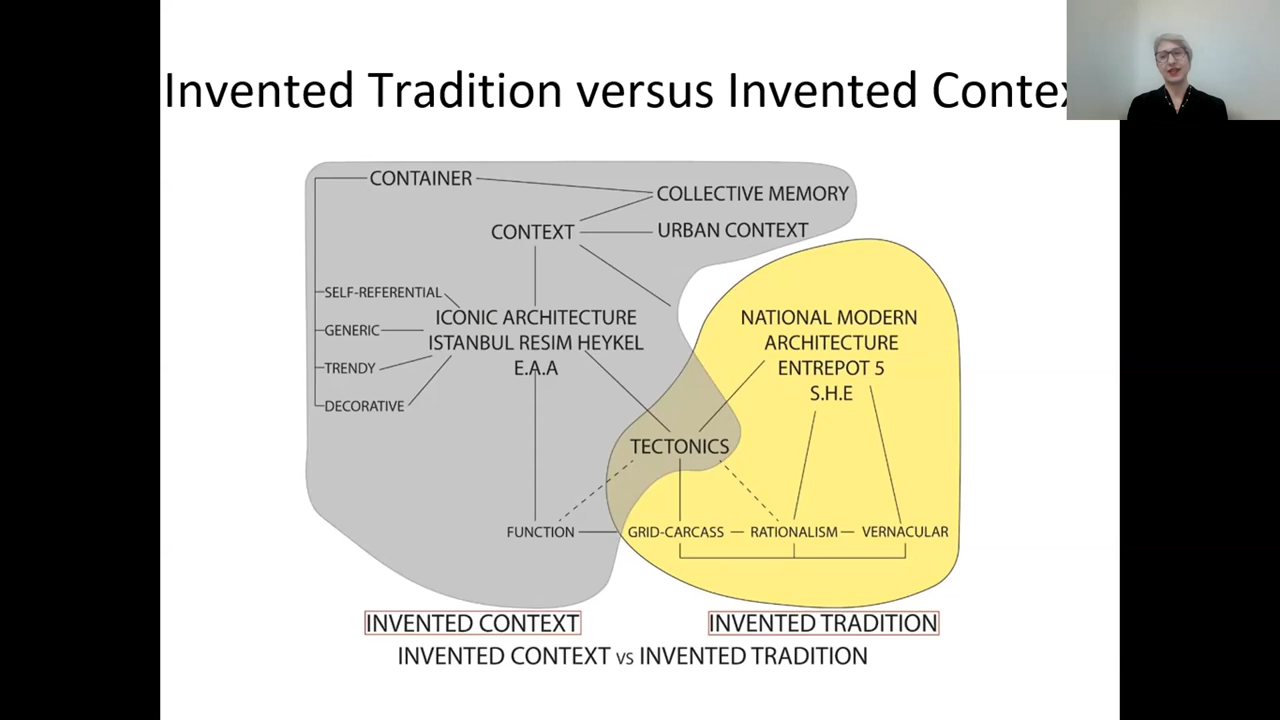 Invented Tradition versus Invented Contex
CONTAINER
COLLECTIVE MEMORY
CONTEXT
URBAN CONTEXT
SELF-REFERENTIAL
GENERIC
TRENDY
DECORATIVE
ICONIC ARCHITECTURE
ISTANBUL RESIM HEYKEL
E.A.A
NATIONAL MODERN
ARCHITECTURE
ENTREPOT 5
S.H.E
TECTONICS
FUNCTION
GRID-CARCASS
RATIONALISM
VERNACULAR
INVENTED CONTEXT
INVENTED TRADITION
INVENTED CONTEXT VS INVENTED TRADITION